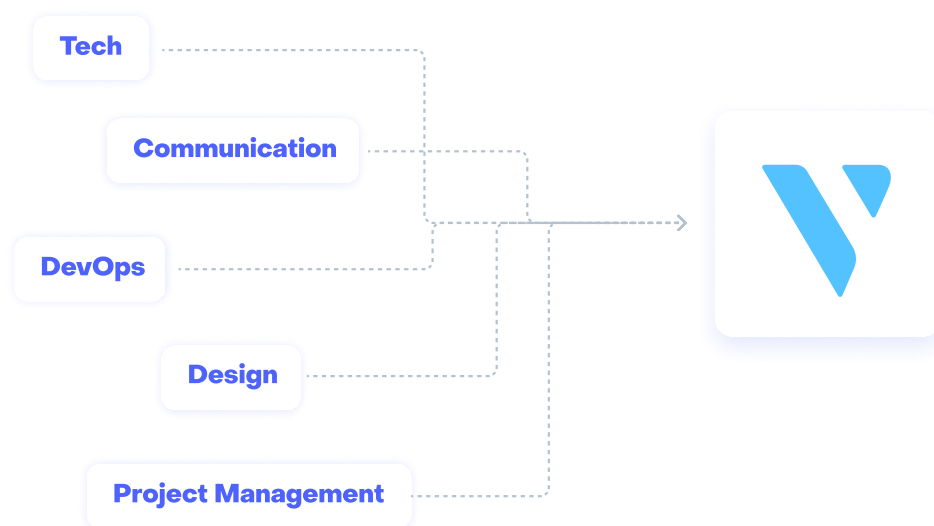 Tech
Communication
DevOps
Design
Project Management